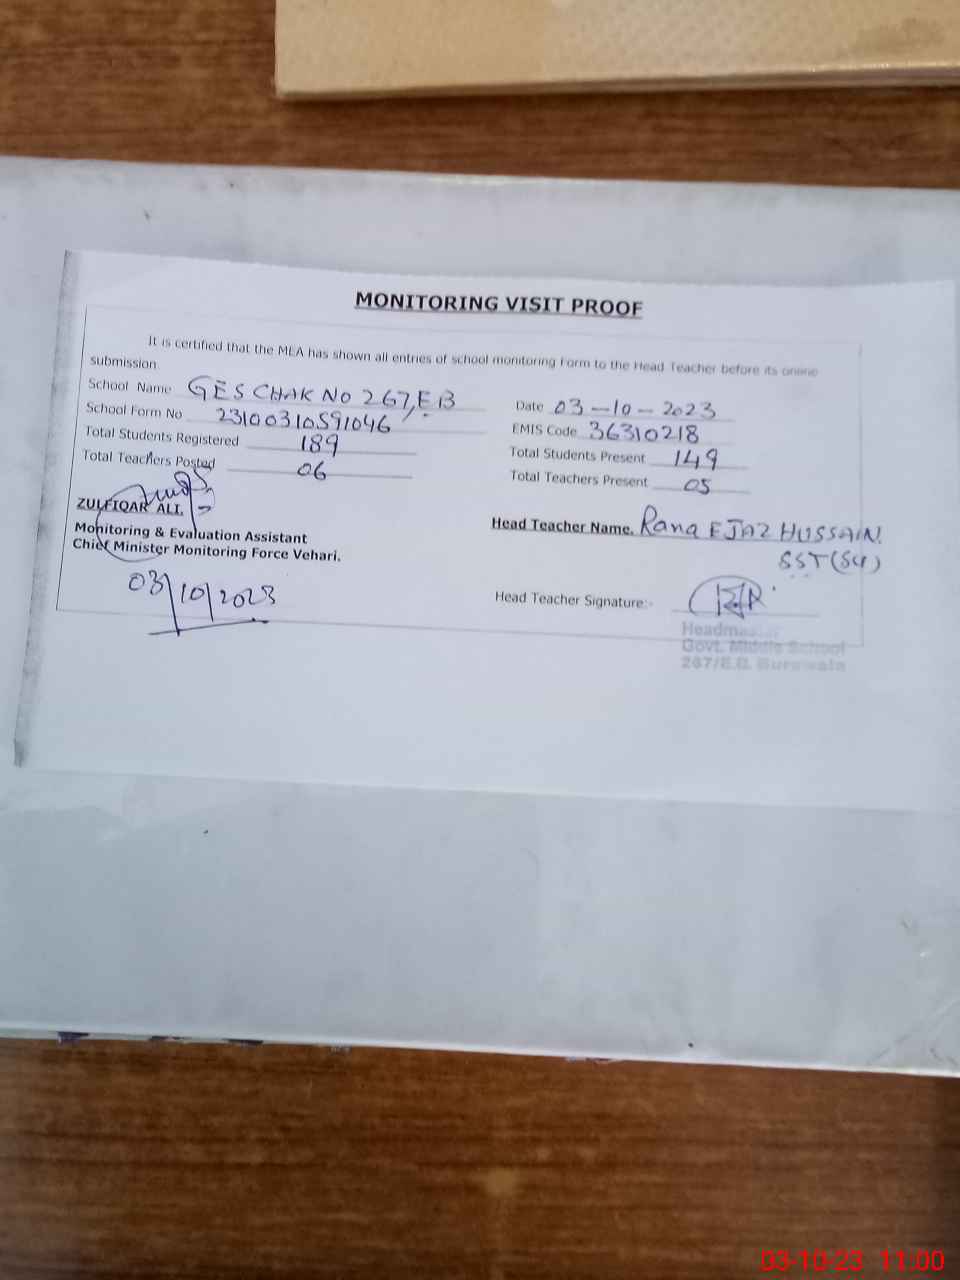 MONITORING VISIT PROOF
It is certified that the MEA has shown all entries of school monitoring Form to the Head Teacher before its online
submission
School Name GES CHAK No 267, EB
Date 03-10-2023
School Form No 23100310591046
EMIS Code 36310218
Total Students Registered 189
Total Students Present 149
Total Teachers Posted 06
Total Teachers Present 05
ZULFIQAR ALI.
Monitoring & Evaluation Assistant
Chief Minister Monitoring Force Vehari.
03/10/2023
Head Teacher Name. Rana EJAZ HUSSAIN.
SST (Sci)
Head Teacher Signature:-
Headmaster
Govt. Middle School
267/E.B. Burewala
03-10-23 11:00